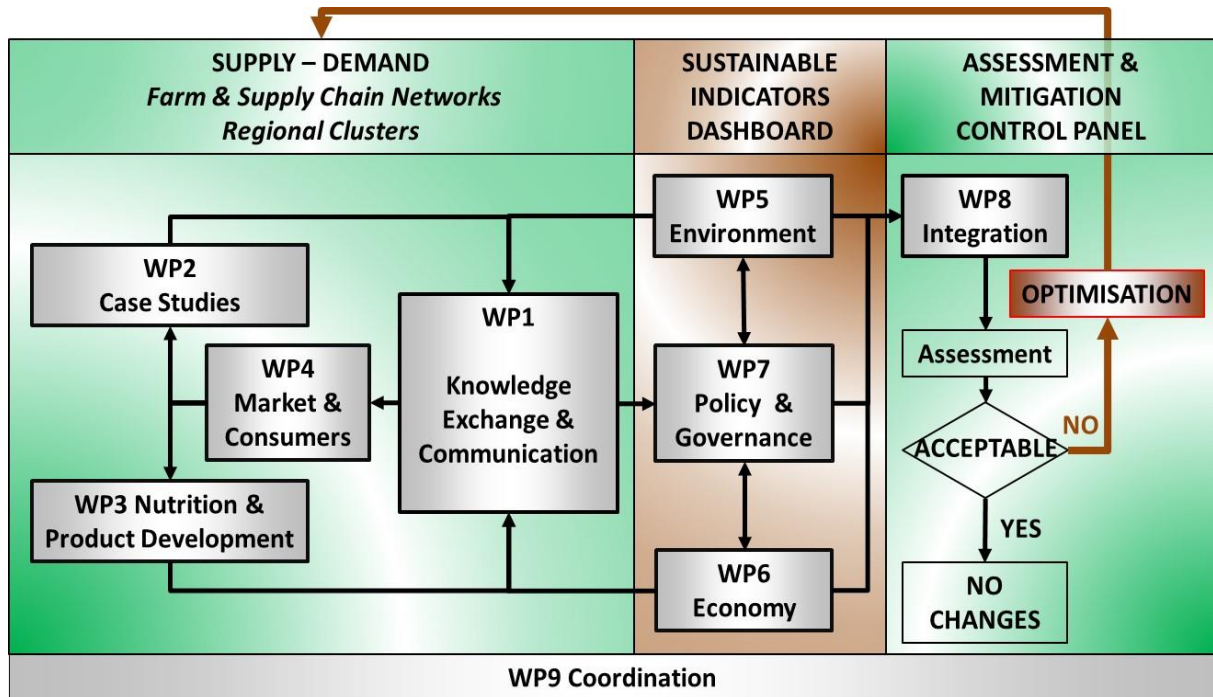 SUPPLY – DEMAND
Farm & Supply Chain Networks
Regional Clusters
SUSTAINABLE
INDICATORS
DASHBOARD
ASSESSMENT &
MITIGATION
CONTROL PANEL
WP2
Case Studies
WP4
Market &
Consumers
WP3 Nutrition &
Product Development
WP1
Knowledge
Exchange &
Communication
WP5
Environment
WP7
Policy &
Governance
WP6
Economy
WP8
Integration
OPTIMISATION
Assessment
ACCEPTABLE
NO
YES
NO
CHANGES
WP9 Coordination